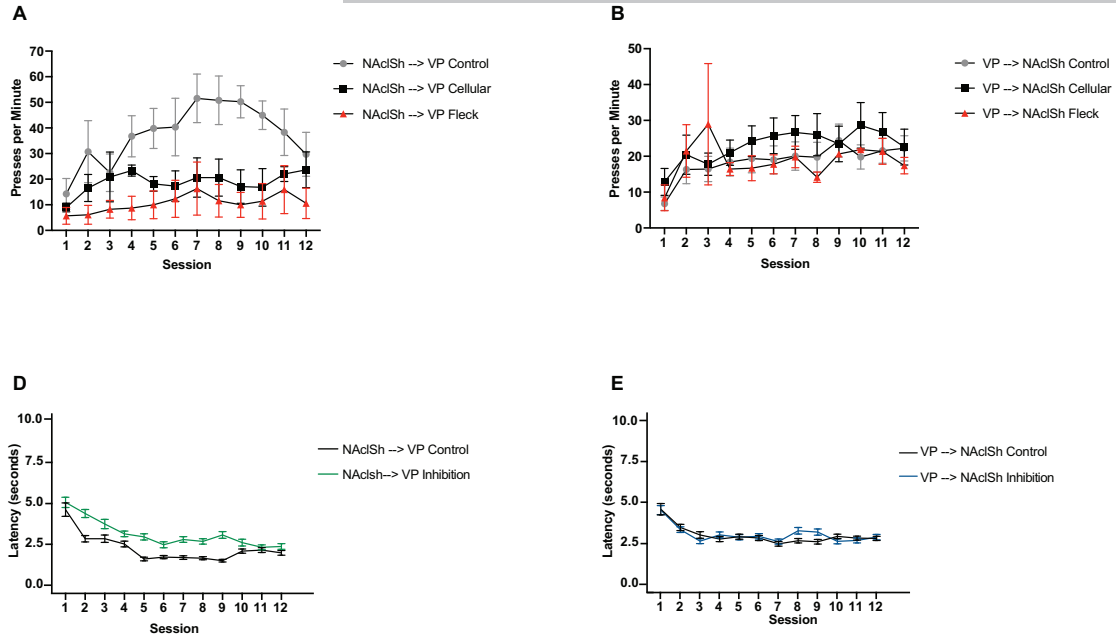 A
70
60
50
40
30
20
10
0
Presses per Minute
1 2 3 4 5 6 7 8 9 10 11 12
Session
NAclSh --> VP Control
NAclSh --> VP Cellular
NAclSh --> VP Fleck
B
50
40
30
20
10
0
Presses per Minute
1 2 3 4 5 6 7 8 9 10 11 12
Session
VP --> NAclSh Control
VP --> NAclSh Cellular
VP --> NAclSh Fleck
D
10.0
7.5
5.0
2.5
0.0
Latency (seconds)
1 2 3 4 5 6 7 8 9 10 11 12
Session
NAclSh --> VP Control
NAclsh--> VP Inhibition
E
10.0
7.5
5.0
2.5
0.0
Latency (seconds)
1 2 3 4 5 6 7 8 9 10 11 12
Session
VP --> NAclSh Control
VP --> NAclSh Inhibition